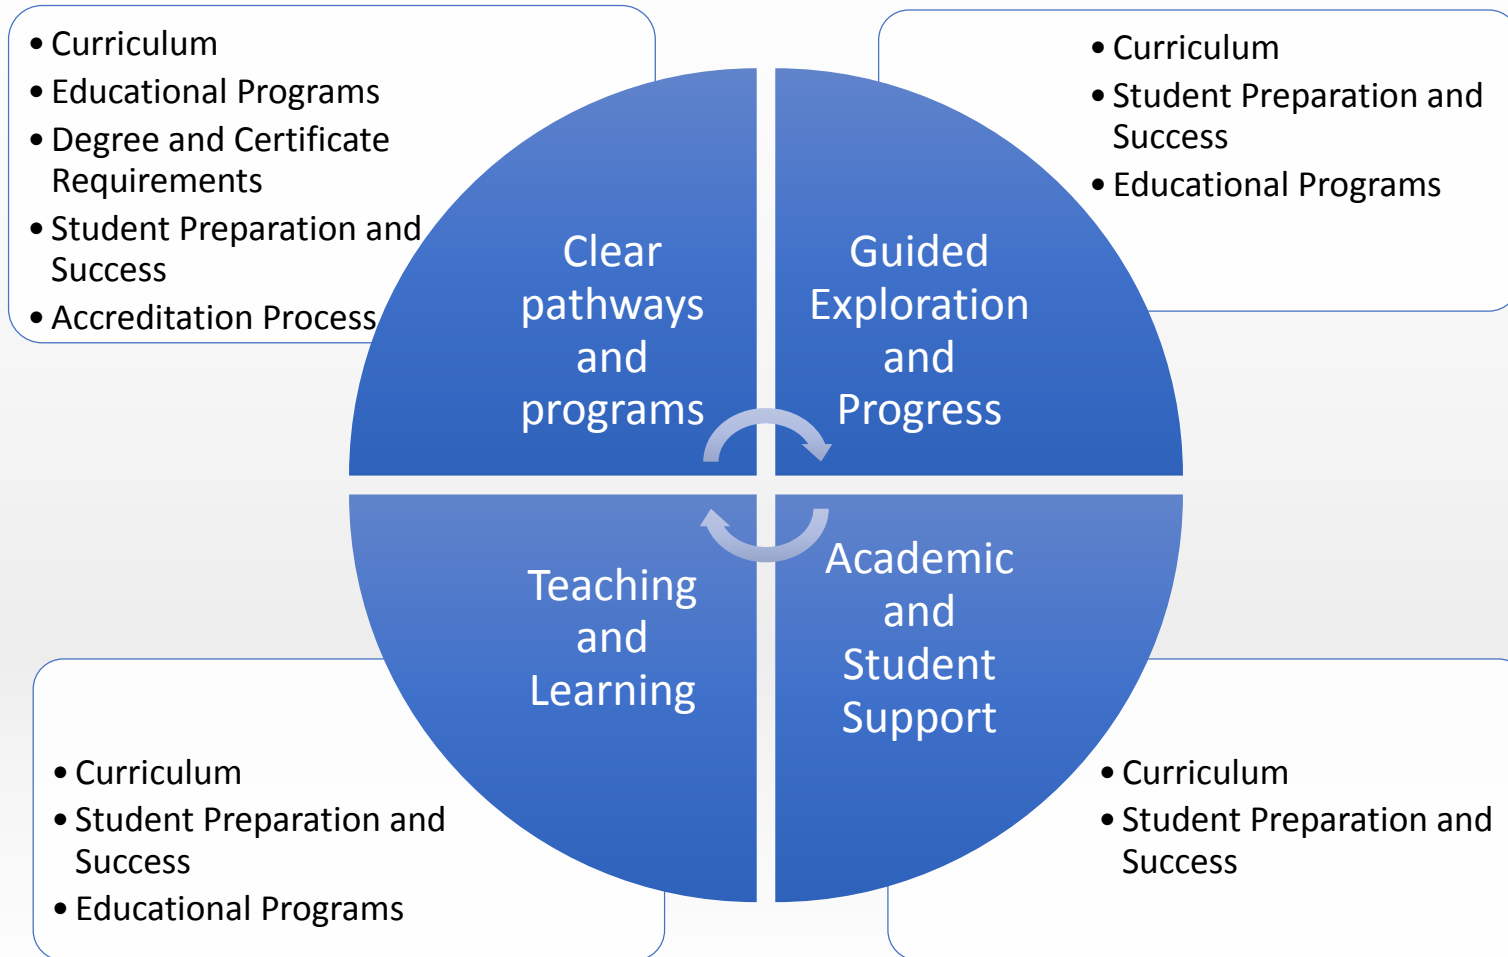 • Curriculum
• Educational Programs
• Degree and Certificate
Requirements
• Student Preparation and
Success
• Accreditation Process
• Curriculum
• Student Preparation and
Success
• Educational Programs
Clear
pathways
and
programs
Guided
Exploration
and
Progress
Teaching
and
Learning
Academic
and
Student
Support
• Curriculum
• Student Preparation and
Success
• Educational Programs
• Curriculum
• Student Preparation and
Success